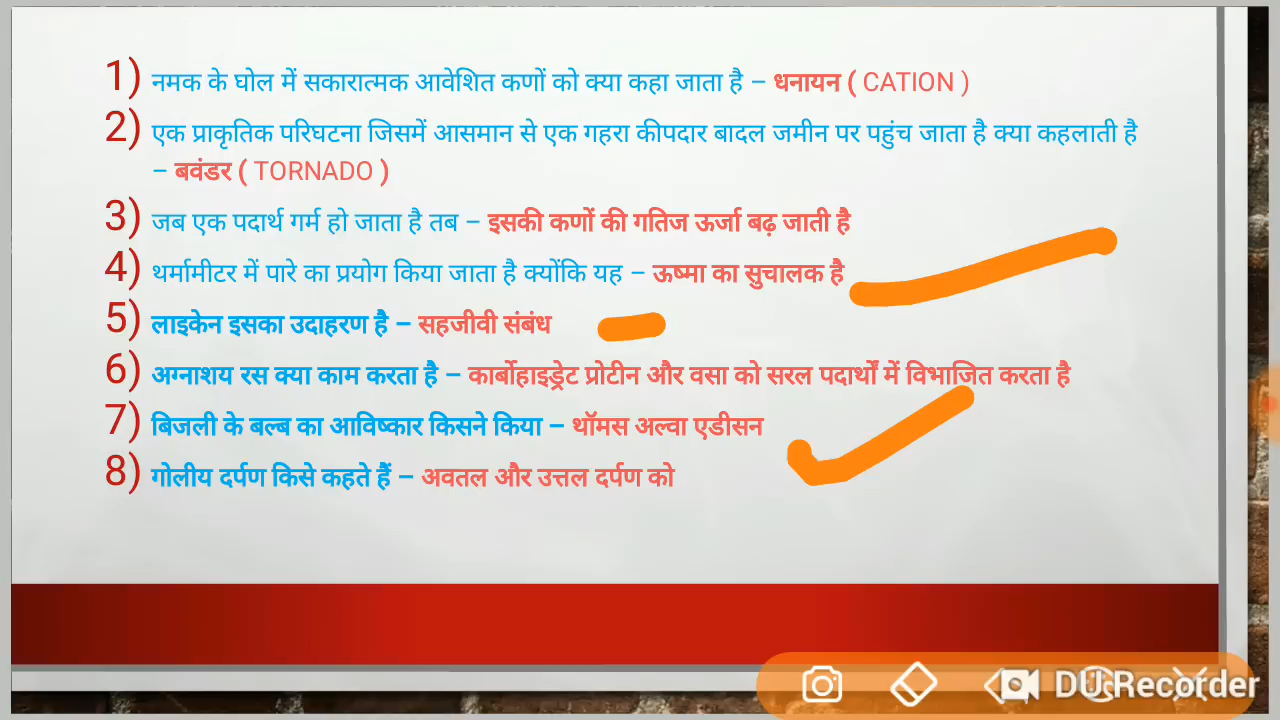 1) नमक के घोल में सकारात्मक आवेशित कणों को क्या कहा जाता है – धनायन ( CATION )
2) एक प्राकृतिक परिघटना जिसमें आसमान से एक गहरा कीपदार बादल जमीन पर पहुंच जाता है क्या कहलाती है
– बवंडर ( TORNADO )
3) जब एक पदार्थ गर्म हो जाता है तब – इसकी कणों की गतिज ऊर्जा बढ़ जाती है
4) थर्मामीटर में पारे का प्रयोग किया जाता है क्योंकि यह – ऊष्मा का सुचालक है
5) लाइकेन इसका उदाहरण है – सहजीवी संबंध
6) अग्नाशय रस क्या काम करता है – कार्बोहाइड्रेट प्रोटीन और वसा को सरल पदार्थों में विभाजित करता है
7) बिजली के बल्ब का आविष्कार किसने किया – थॉमस अल्वा एडीसन
8) गोलीय दर्पण किसे कहते हैं – अवतल और उत्तल दर्पण को
DU Recorder